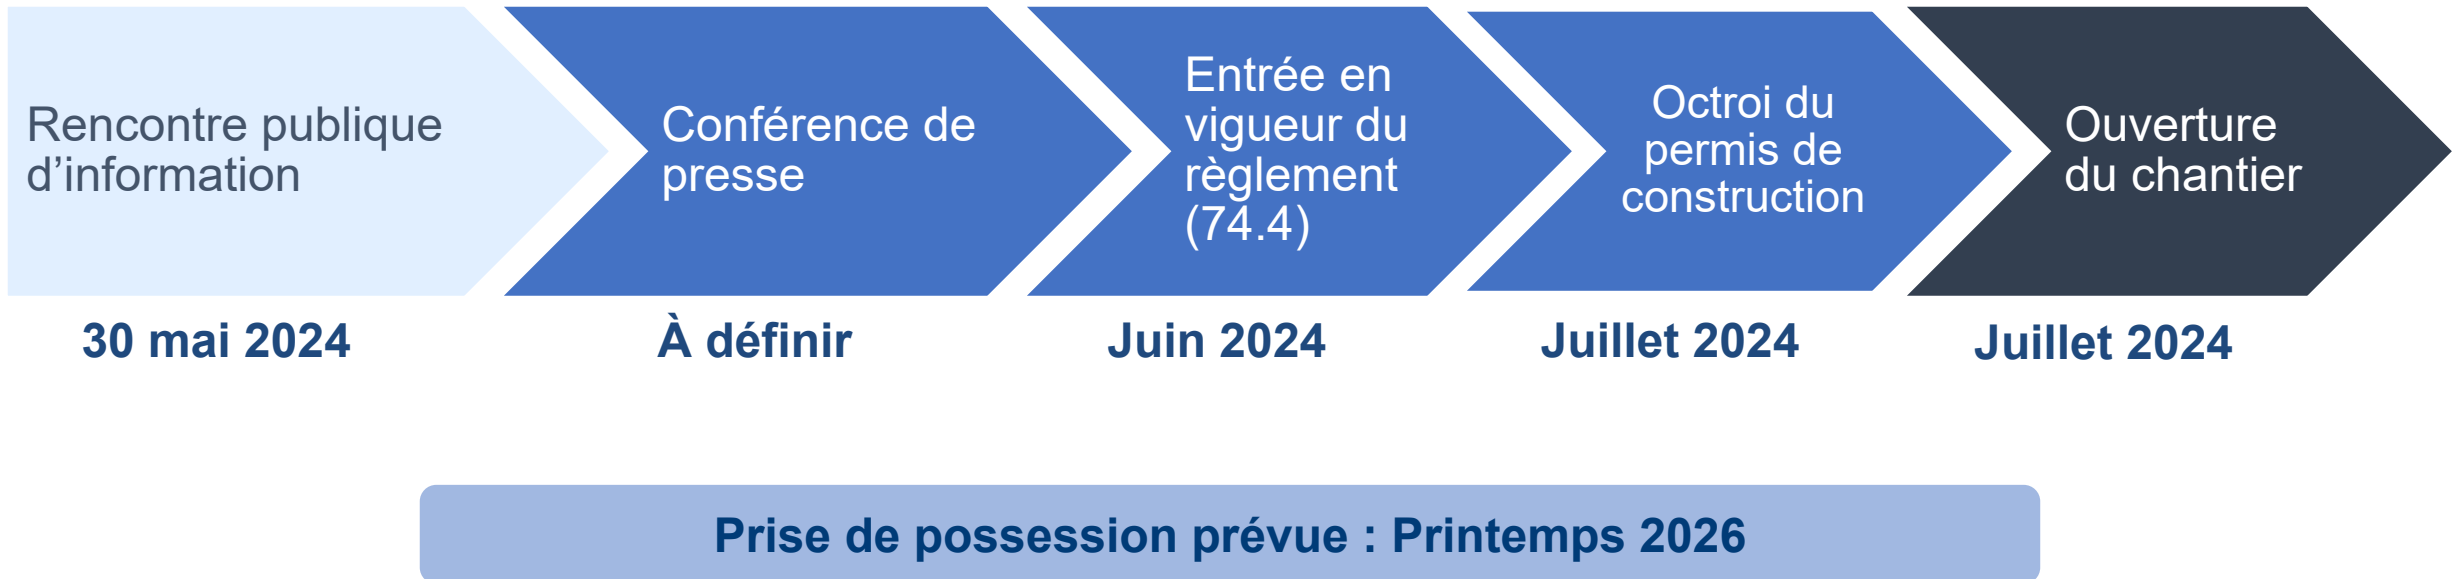 Rencontre publique
d’information
Conférence de
presse
Entrée en
vigueur du
règlement
(74.4)
Octroi du
permis de
construction
Ouverture
du chantier
30 mai 2024
À définir
Juin 2024
Juillet 2024
Juillet 2024
Prise de possession prévue : Printemps 2026